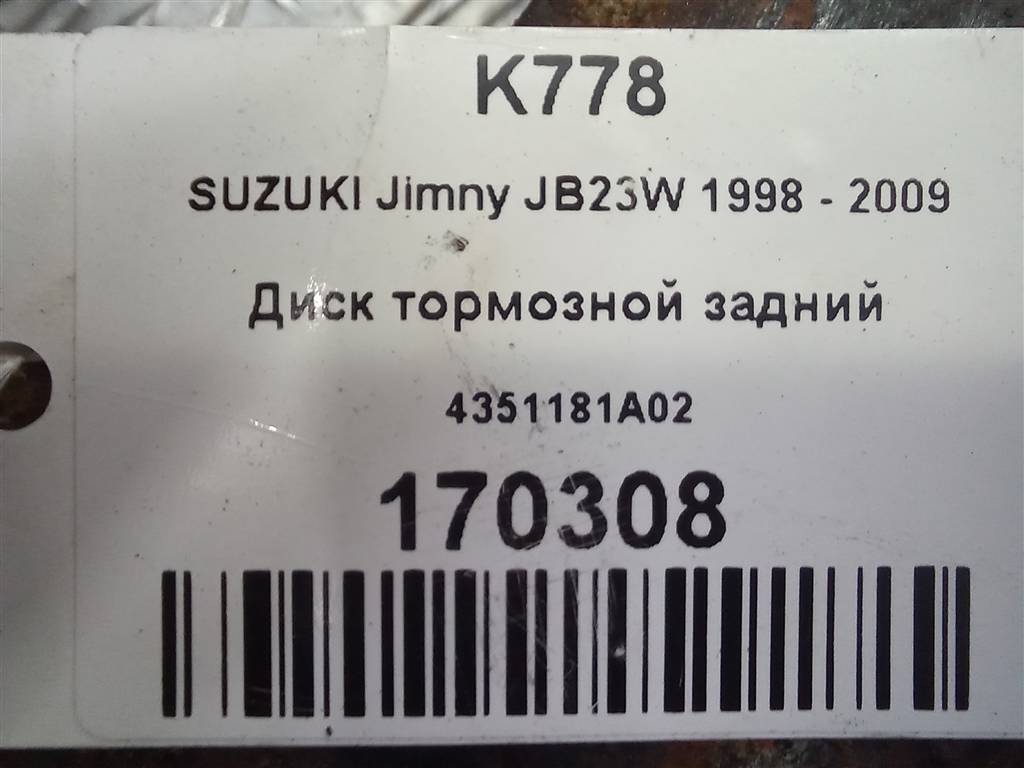 K778
SUZUKI Jimny JB23W 1998 - 2009
Диск тормозной задний
4351181A02
170308